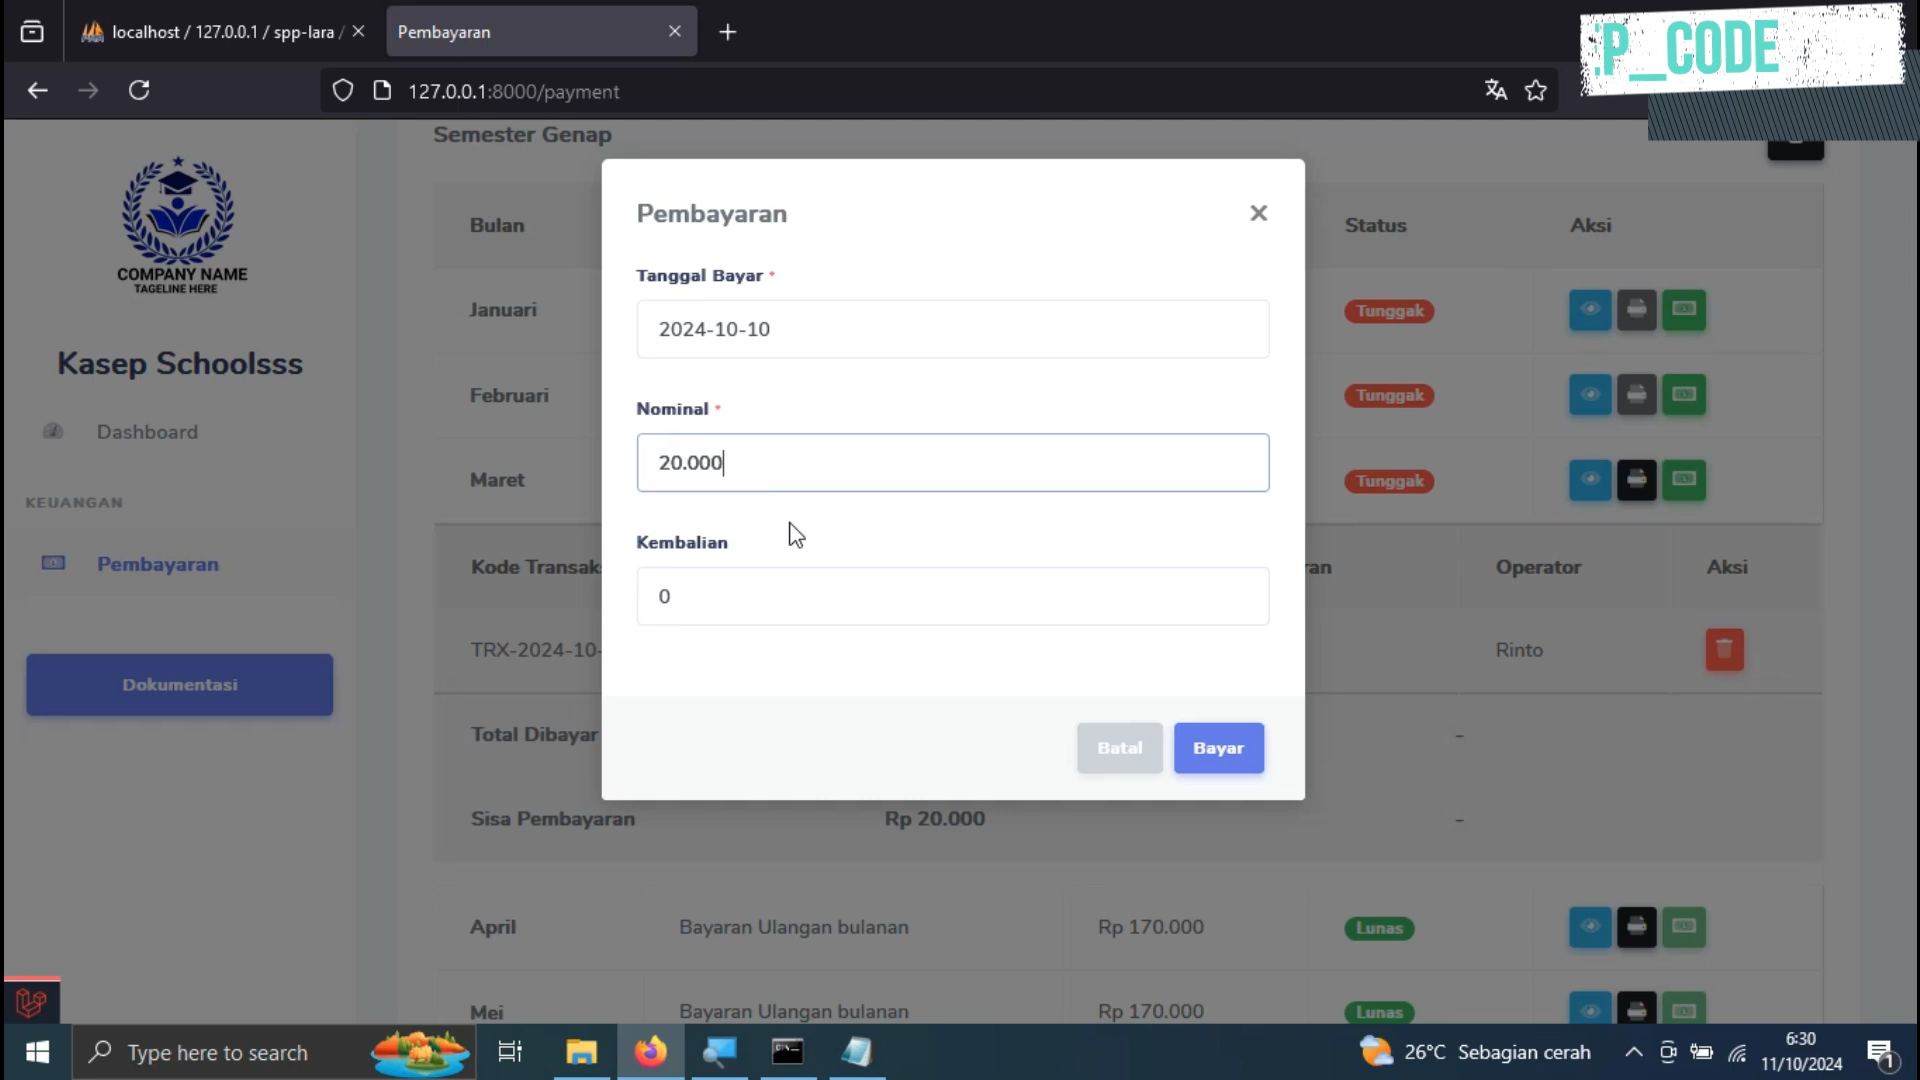 localhost / 127.0.0.1 / spp-lara /
Pembayaran
P_CODE
127.0.0.1:8000/payment
COMPANY NAME
TAGELINE HERE
Kasep Schoolsss
Dashboard
KEUANGAN
Pembayaran
Dokumentasi
Semester Genap
Bulan
Status
Aksi
Januari
Tunggak
Februari
Tunggak
Maret
Tunggak
Kode Transaks
ran
Operator
Aksi
TRX-2024-10-
Rinto
Total Dibayar
-
Sisa Pembayaran
Rp 20.000
-
April
Bayaran Ulangan bulanan
Rp 170.000
Lunas
Mei
Bayaran Ulangan bulanan
Rp 170.000
Lunas
Pembayaran
Tanggal Bayar *
2024-10-10
Nominal *
20.000
Kembalian
0
Batal
Bayar
Type here to search
26°C Sebagian cerah
6:30
11/10/2024
1